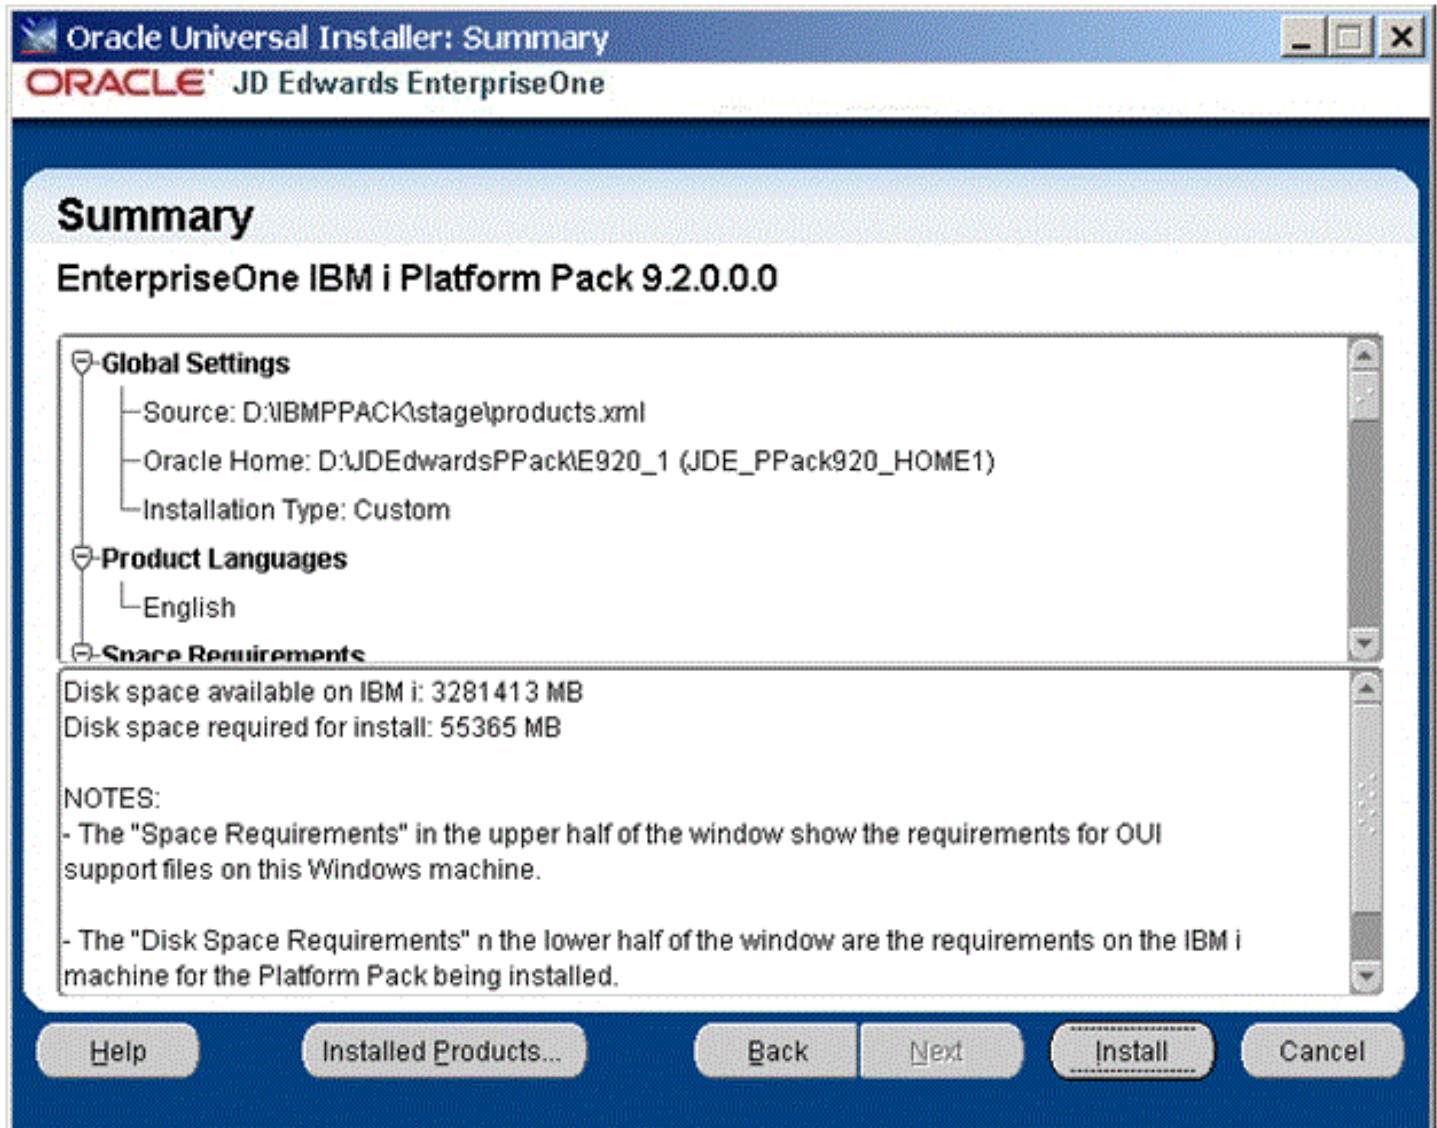 Oracle Universal Installer: Summary
ORACLE JD Edwards EnterpriseOne
Summary
EnterpriseOne IBM i Platform Pack 9.2.0.0.0
Global Settings
Source: D:\IBMPPACK\stage\products.xml
Oracle Home: D:\JDEdwardsPPack\E920_1 (JDE_PPack920_HOME1)
Installation Type: Custom
Product Languages
English
Space Requirements
Disk space available on IBM i: 3281413 MB
Disk space required for install: 55365 MB
NOTES:
- The "Space Requirements" in the upper half of the window show the requirements for OUI
support files on this Windows machine.
- The "Disk Space Requirements" n the lower half of the window are the requirements on the IBM i
machine for the Platform Pack being installed.
Help Installed Products... Back Next Install Cancel